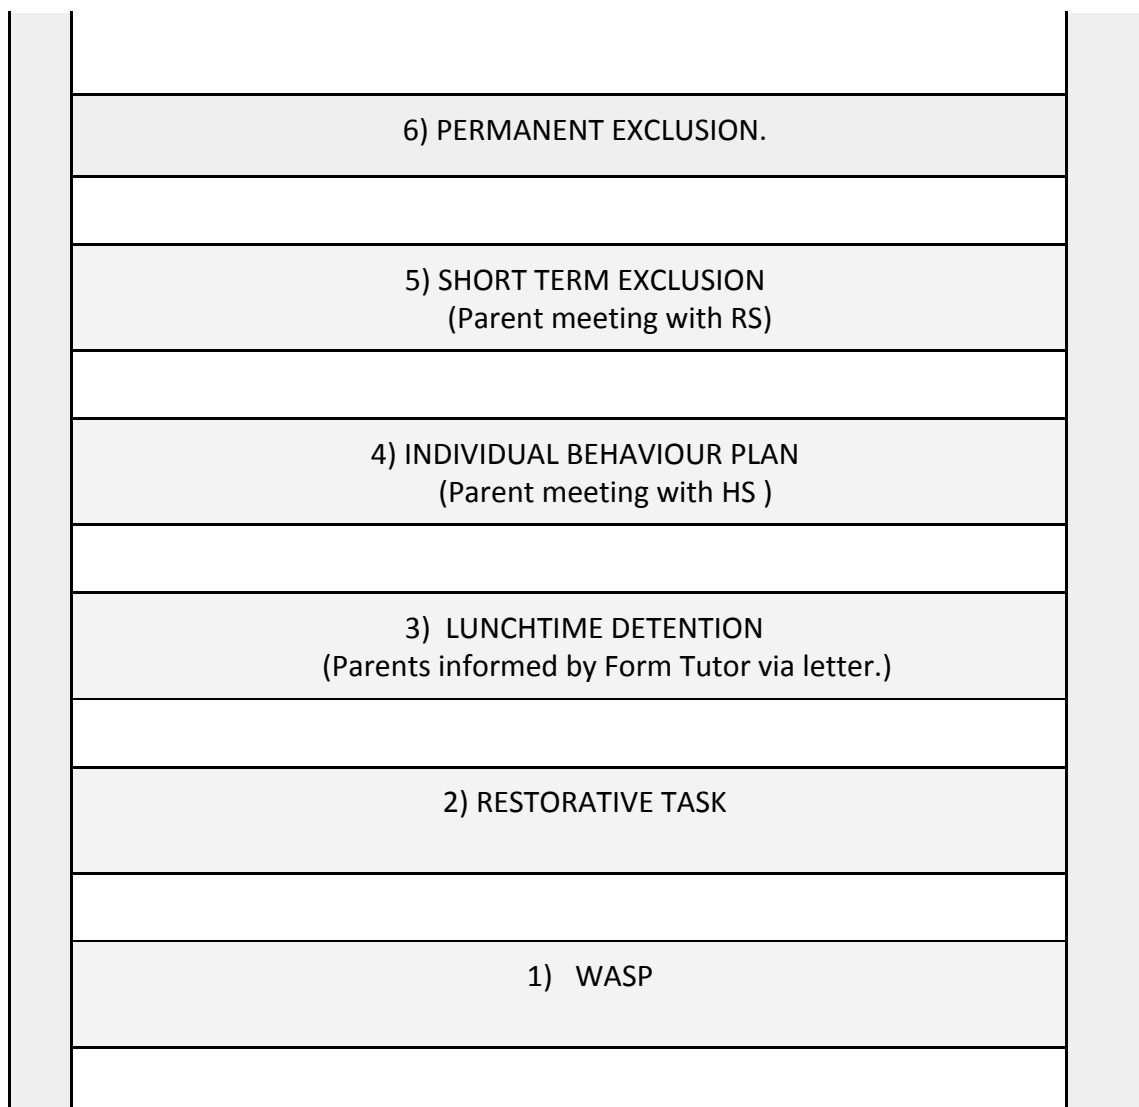 6) PERMANENT EXCLUSION.
5) SHORT TERM EXCLUSION
(Parent meeting with RS)
4) INDIVIDUAL BEHAVIOUR PLAN
(Parent meeting with HS )
3) LUNCHTIME DETENTION
(Parents informed by Form Tutor via letter.)
2) RESTORATIVE TASK
1) WASP